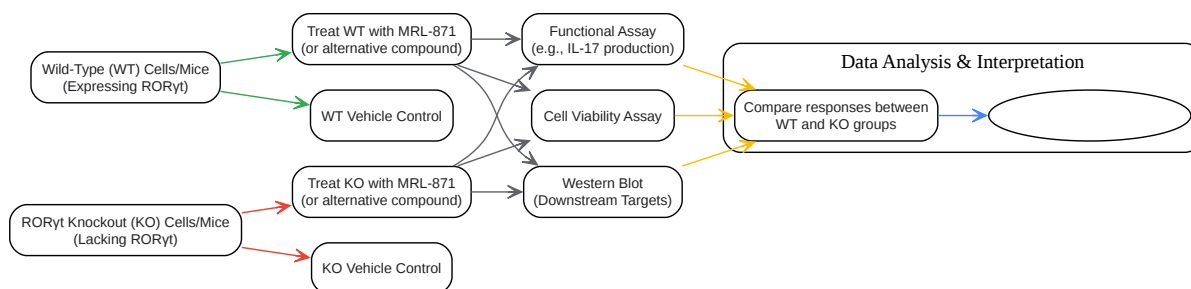 Treat WT with MRL-871
(or alternative compound)
Functional Assay
(e.g., IL-17 production)
Data Analysis & Interpretation
Wild-Type (WT) Cells/Mice
(Expressing RORγt)
WT Vehicle Control
Cell Viability Assay
Compare responses between
WT and KO groups
Treat KO with MRL-871
(or alternative compound)
Western Blot
(Downstream Targets)
RORγt Knockout (KO) Cells/Mice
(Lacking RORγt)
KO Vehicle Control